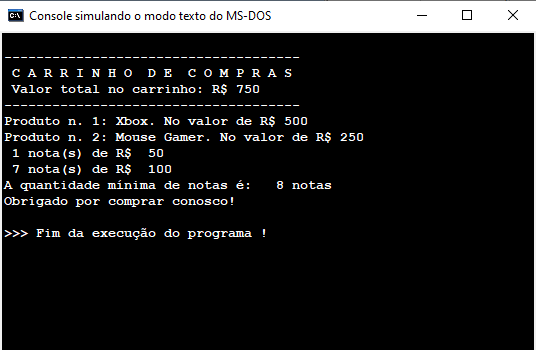 Console simulando o modo texto do MS-DOS
-------------------------------------
C A R R I N H O  D E  C O M P R A S
Valor total no carrinho: R$ 750
-------------------------------------
Produto n. 1: Xbox. No valor de R$ 500
Produto n. 2: Mouse Gamer. No valor de R$ 250
1 nota(s) de R$  50
7 nota(s) de R$  100
A quantidade mínima de notas é:   8 notas
Obrigado por comprar conosco!
>>> Fim da execução do programa !